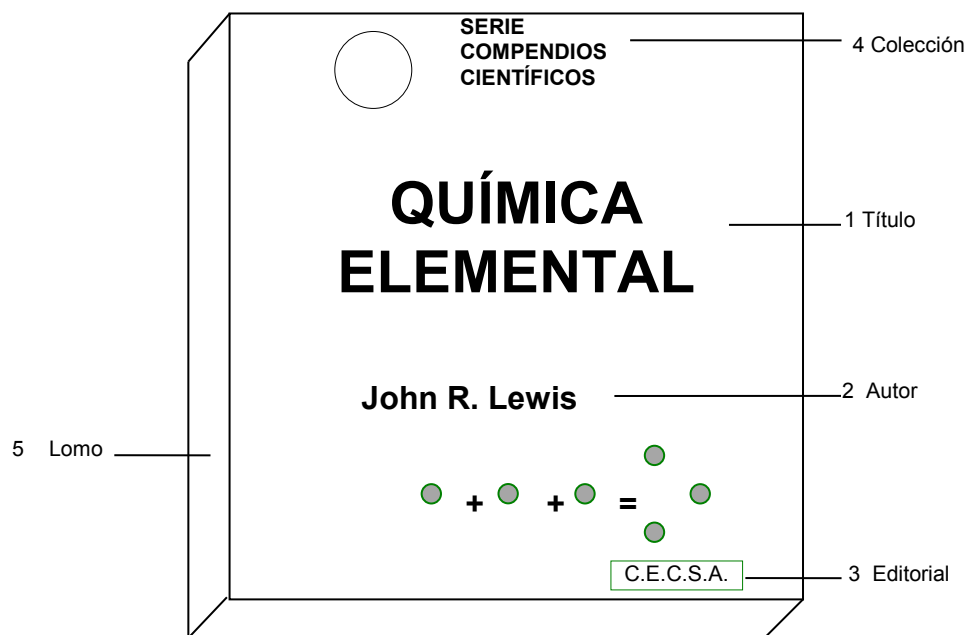 SERIE
COMPENDIOS
CIENTÍFICOS
4 Colección
QUÍMICA
ELEMENTAL
1 Título
John R. Lewis
2 Autor
5 Lomo
+ + =
C.E.C.S.A.
3 Editorial